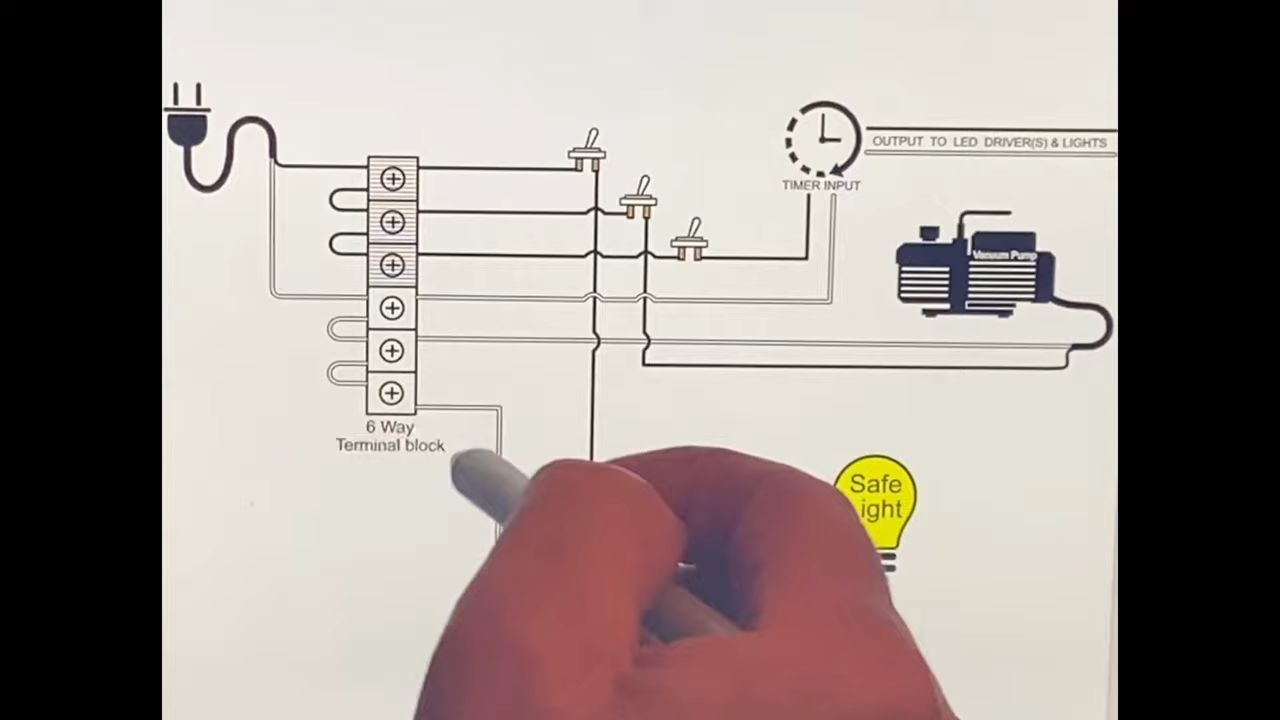 OUTPUT TO LED DRIVER(S) & LIGHTS
TIMER INPUT
Vacuum Pump
6 Way
Terminal block
Safe
ight